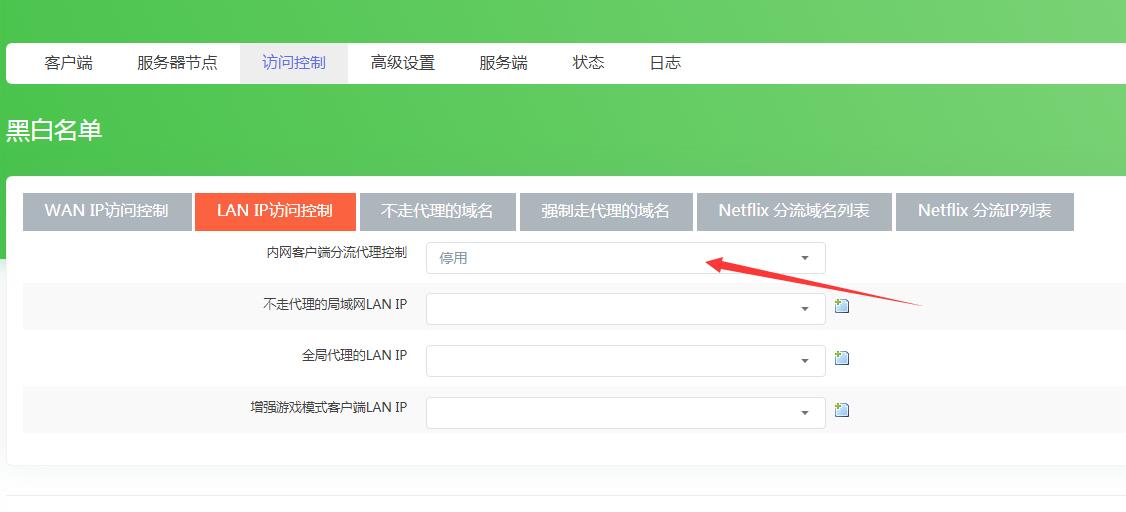 客户端 服务器节点 访问控制 高级设置 服务端 状态 日志
黑白名单
WAN IP访问控制 LAN IP访问控制 不走代理的域名 强制走代理的域名 Netflix 分流域名列表 Netflix 分流IP列表
内网客户端分流代理控制 停用
不走代理的局域网LAN IP
全局代理的LAN IP
增强游戏模式客户端LAN IP